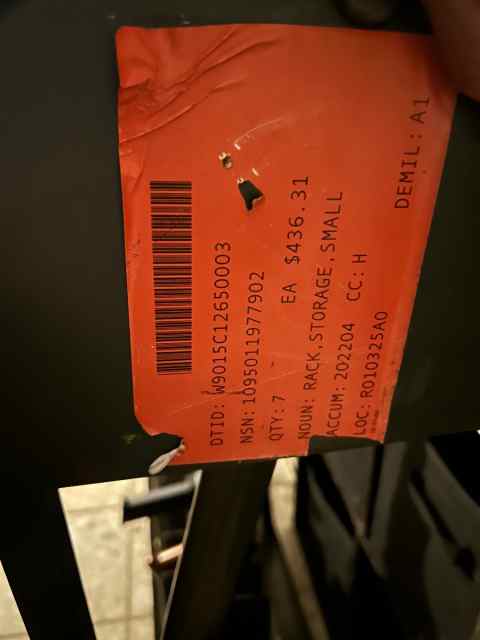 DTID: W9015C12650003
NSN: 1095011977902
QTY: 7 EA $436.31
NOUN: RACK,STORAGE,SMALL
ACCUM: 202204 CC: H
LOC: RO10325AO
DEMIL: A1